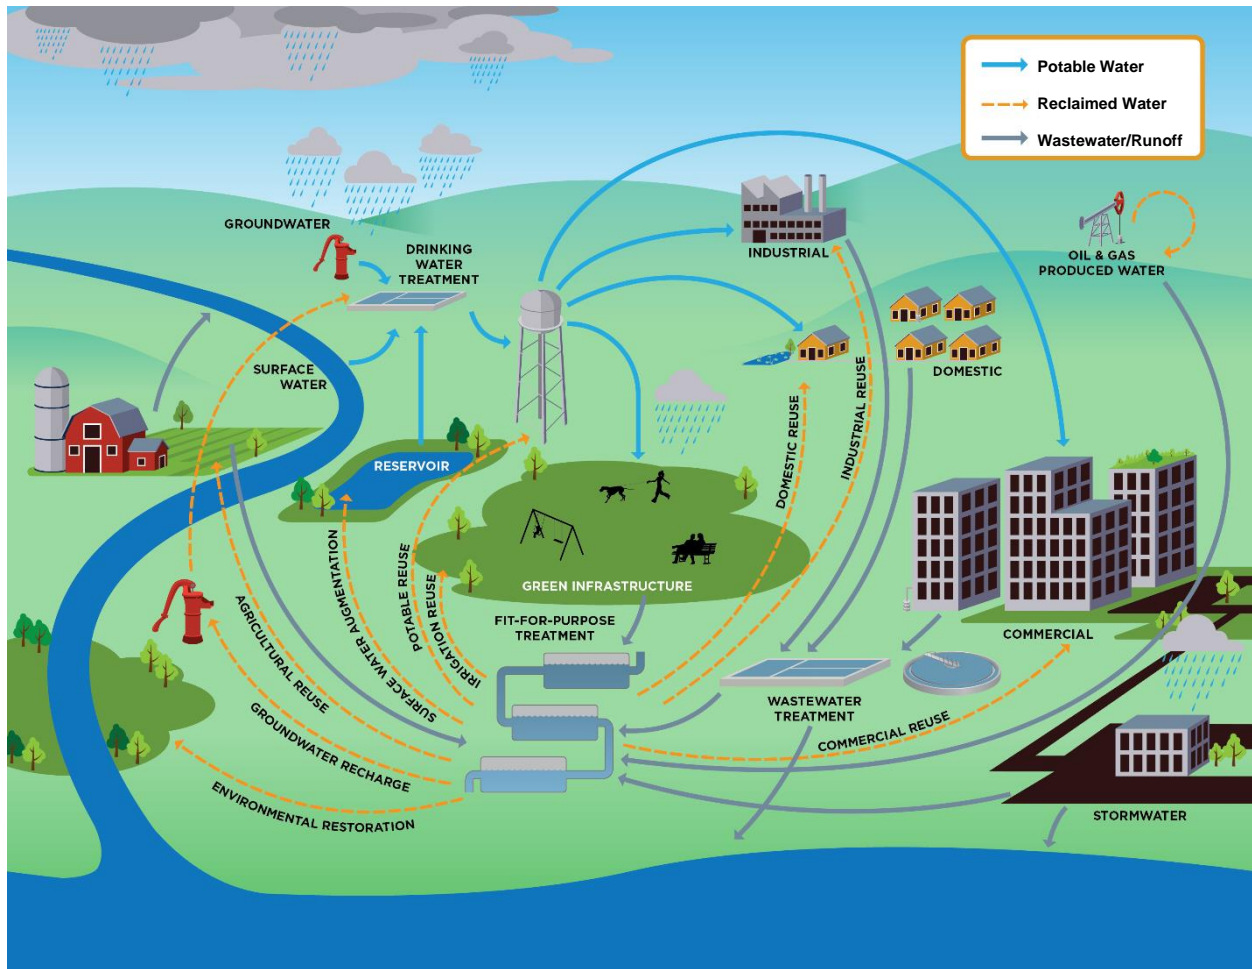 Potable Water
Reclaimed Water
Wastewater/Runoff
GROUNDWATER
DRINKING
WATER
TREATMENT
INDUSTRIAL
OIL & GAS
PRODUCED WATER
SURFACE
WATER
DOMESTIC
RESERVOIR
DOMESTIC REUSE
INDUSTRIAL REUSE
GREEN INFRASTRUCTURE
FIT-FOR-PURPOSE
TREATMENT
AGRICULTURAL REUSE
SURFACE WATER AUGMENTATION
POTABLE REUSE
IRRIGATION REUSE
COMMERCIAL
WASTEWATER
TREATMENT
COMMERCIAL REUSE
GROUNDWATER RECHARGE
ENVIRONMENTAL RESTORATION
STORMWATER